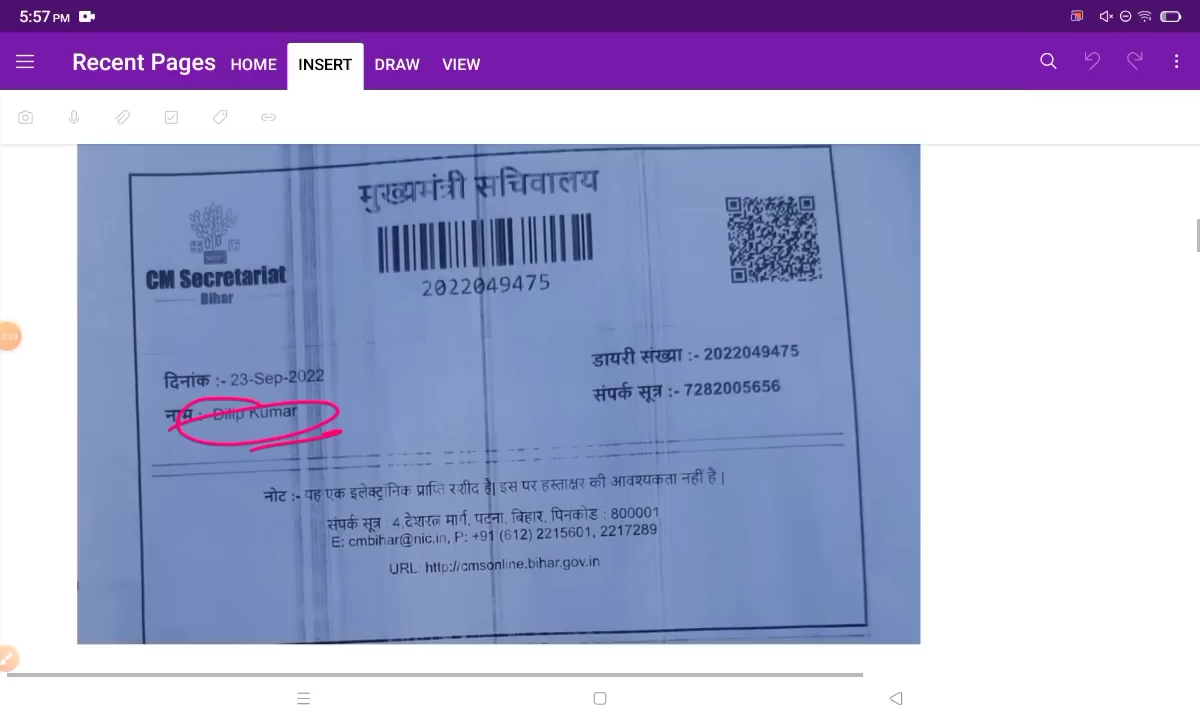 5:57 PM
Recent Pages HOME INSERT DRAW VIEW
मुख्यमंत्री सचिवालय
CM Secretariat
Bihar
2022049475
दिनांक :- 23-Sep-2022
डायरी संख्या :- 2022049475
नाम :- Dilip Kumar
संपर्क सूत्र :- 7282005656
नोट :- यह एक इलेक्ट्रॉनिक प्राप्ति रशीद है। इस पर हस्ताक्षर की आवश्यकता नहीं है।
संपर्क सूत्र : 4,देशरत्न मार्ग, पटना, बिहार, पिनकोड : 800001
E: cmbihar@nic.in, P: +91 (612) 2215601, 2217289
URL: http://cmsonline.bihar.gov.in